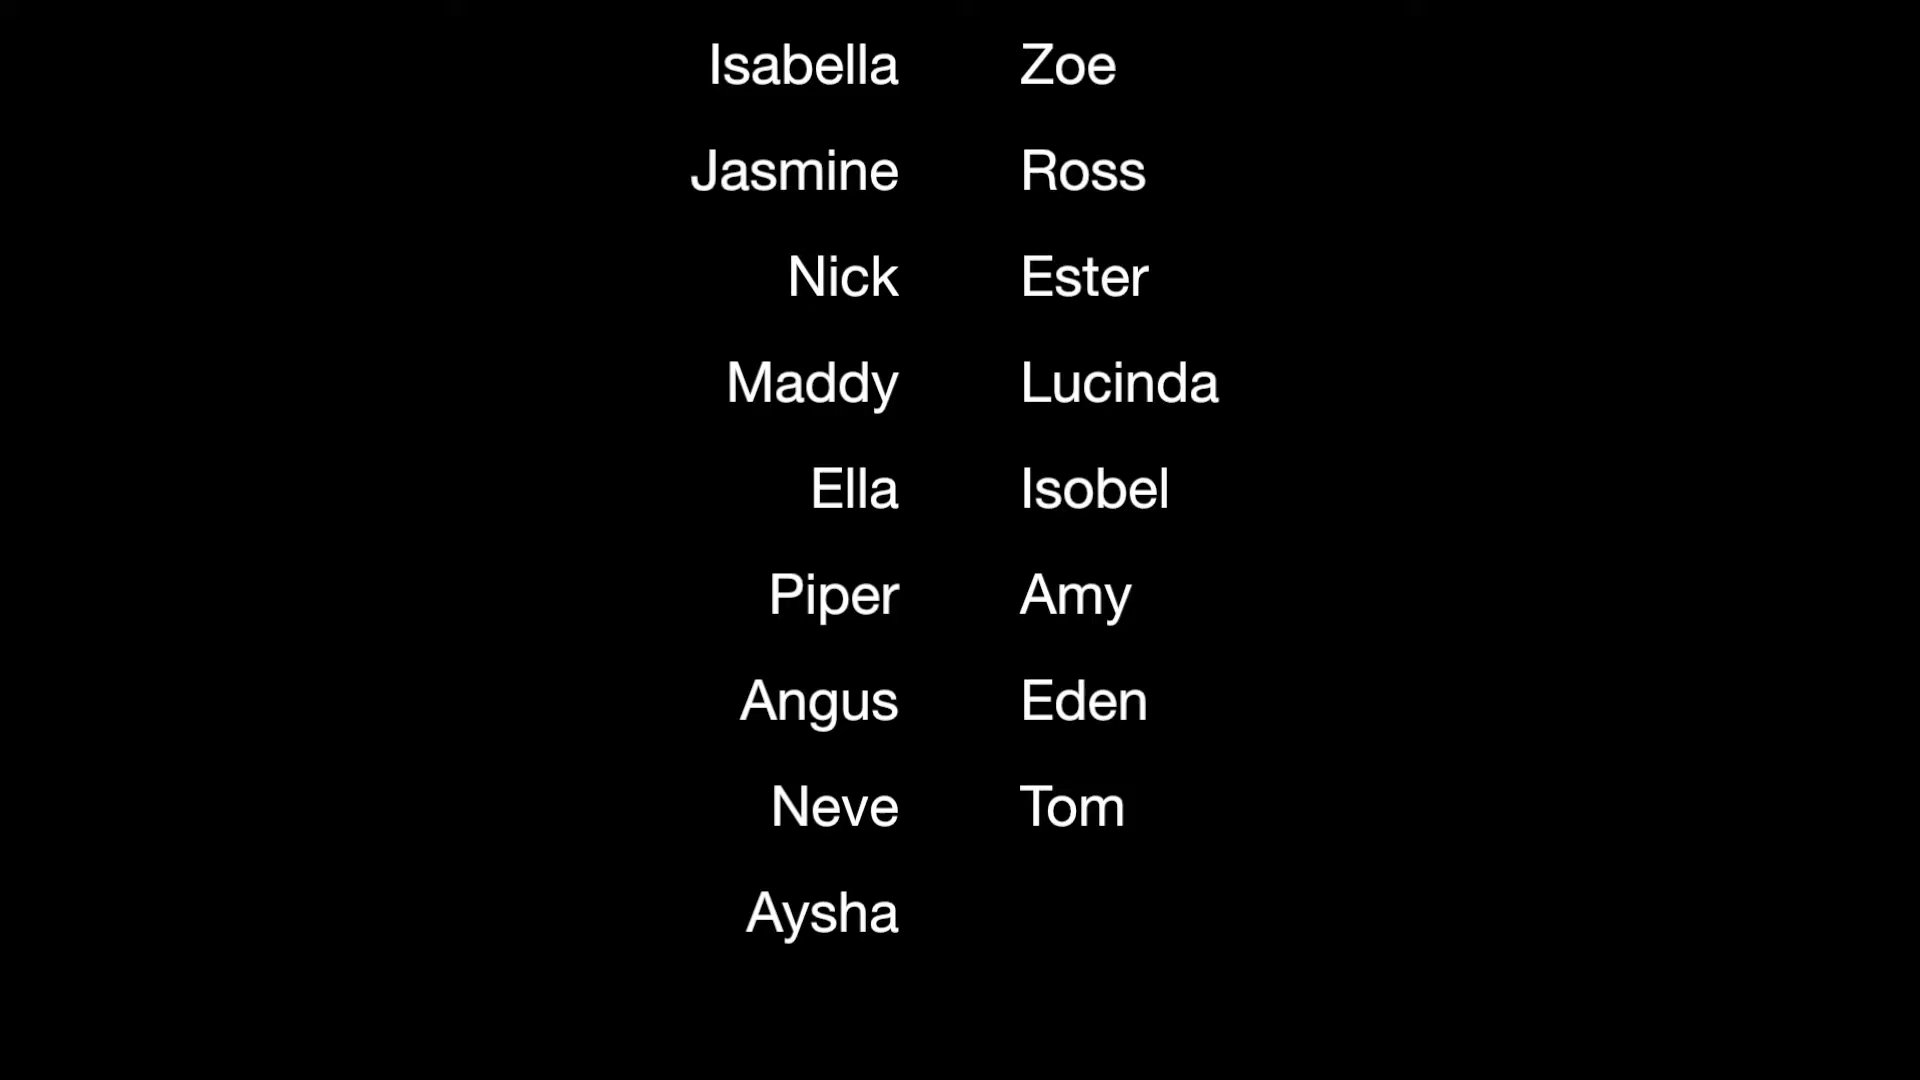 Isabella Zoe
Jasmine Ross
Nick Ester
Maddy Lucinda
Ella Isobel
Piper Amy
Angus Eden
Neve Tom
Aysha